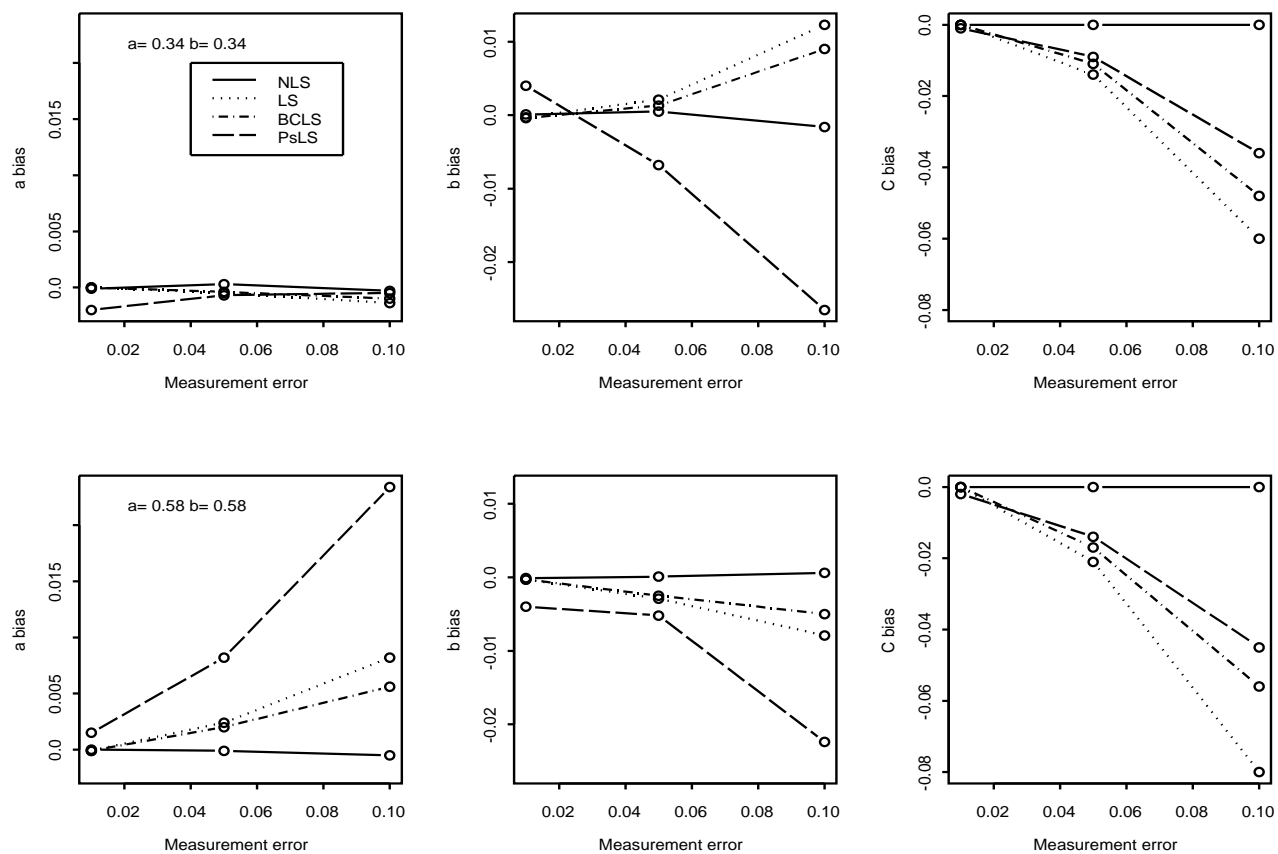 a= 0.34 b= 0.34
NLS
LS
BCLS
PsLS
a bias
0.015
0.005
0.0
0.02 0.04 0.06 0.08 0.10
Measurement error
b bias
0.01
0.0
-0.01
-0.02
0.02 0.04 0.06 0.08 0.10
Measurement error
C bias
0.0
-0.02
-0.04
-0.06
-0.08
0.02 0.04 0.06 0.08 0.10
Measurement error
a= 0.58 b= 0.58
a bias
0.015
0.005
0.0
0.02 0.04 0.06 0.08 0.10
Measurement error
b bias
0.01
0.0
-0.01
-0.02
0.02 0.04 0.06 0.08 0.10
Measurement error
C bias
0.0
-0.02
-0.04
-0.06
-0.08
0.02 0.04 0.06 0.08 0.10
Measurement error